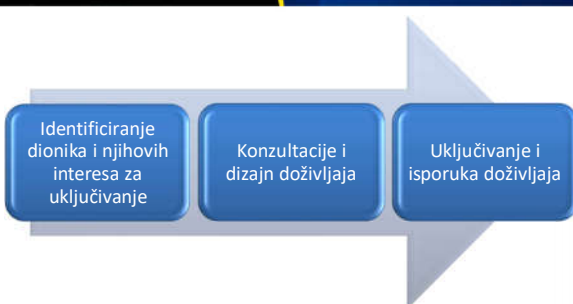 Identificiranje
dionika i njihovih
interesa za
uključivanje
Konzultacije i
dizajn doživljaja
Uključivanje i
isporuka doživljaja